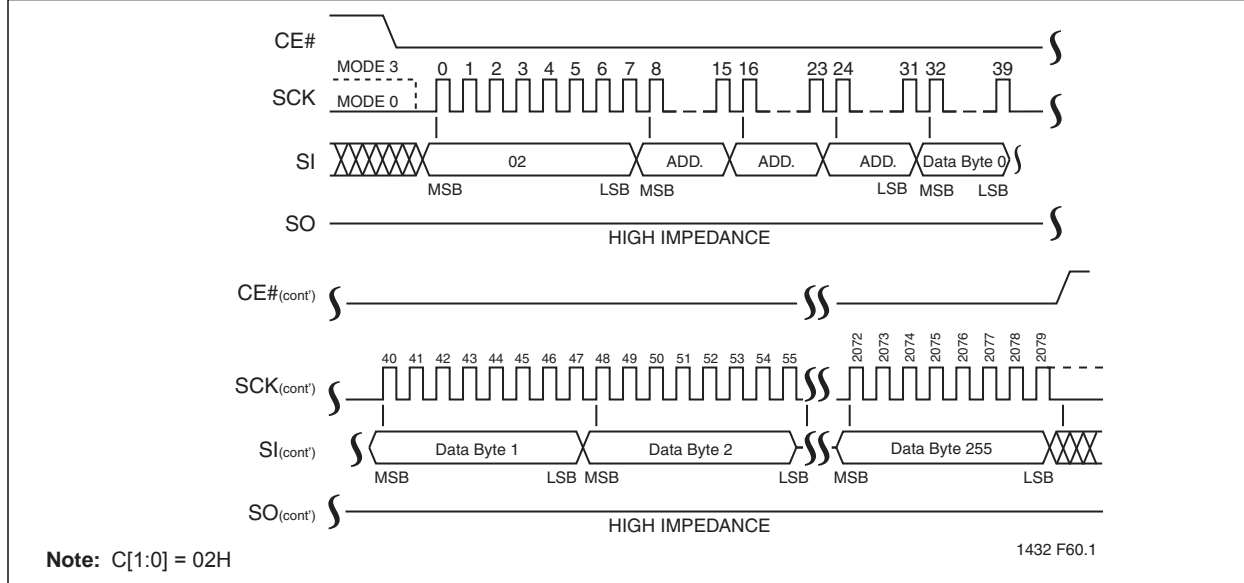 CE#
MODE 3
0 1 2 3 4 5 6 7 8 15 16 23 24 31 32 39
SCK
MODE 0
SI 02 ADD. ADD. ADD. Data Byte 0
MSB LSB MSB LSB MSB LSB
SO
HIGH IMPEDANCE
CE#(cont')
40 41 42 43 44 45 46 47 48 49 50 51 52 53 54 55 2072 2073 2074 2075 2076 2077 2078 2079
SCK(cont')
SI(cont') Data Byte 1 Data Byte 2 Data Byte 255
MSB LSB MSB LSB MSB LSB
SO(cont')
HIGH IMPEDANCE
1432 F60.1
Note: C[1:0] = 02H